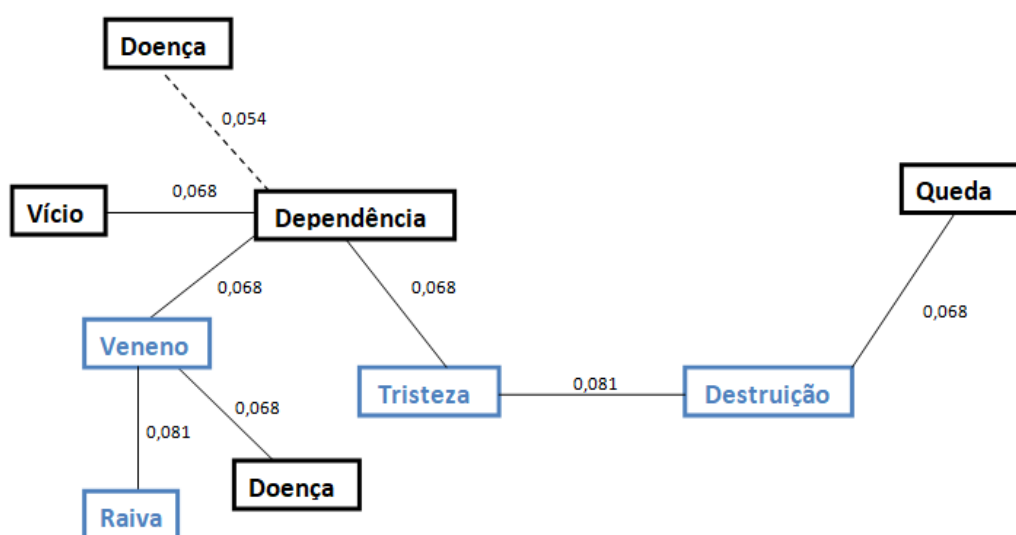 Doença
0,054
Vício
0,068
Dependência
Queda
0,068
0,068
0,068
Veneno
Tristeza
0,081
Destruição
0,081
0,068
Doença
Raiva